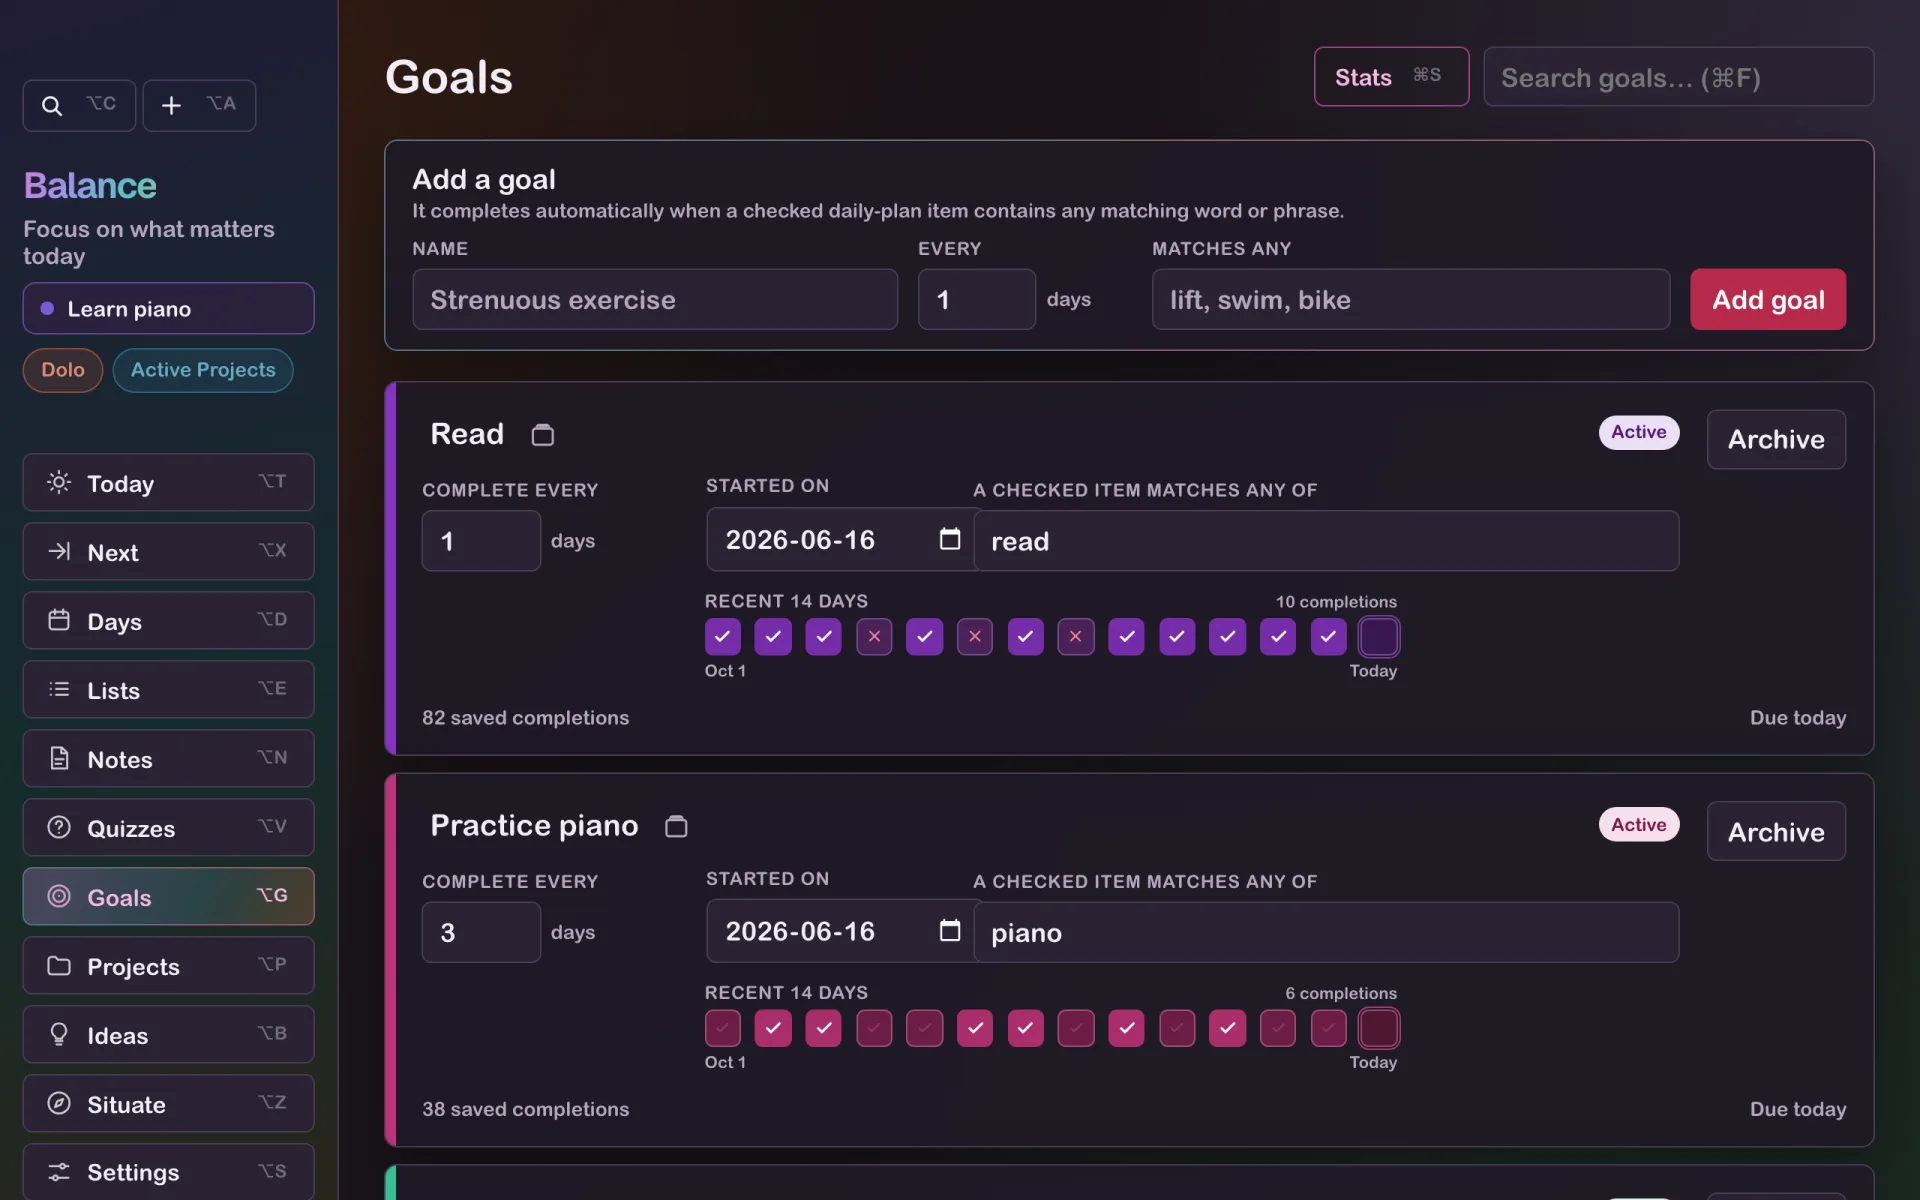 ⌥C
⌥A
Balance
Focus on what matters
today
Learn piano
Dolo
Active Projects
Today ⌥T
Next ⌥X
Days ⌥D
Lists ⌥E
Notes ⌥N
Quizzes ⌥V
Goals ⌥G
Projects ⌥P
Ideas ⌥B
Situate ⌥Z
Settings ⌥S
Goals
Stats ⌘S
Search goals... (⌘F)
Add a goal
It completes automatically when a checked daily-plan item contains any matching word or phrase.
NAME
EVERY
MATCHES ANY
Strenuous exercise
1 days
lift, swim, bike
Add goal
Read
Active
Archive
COMPLETE EVERY
STARTED ON
A CHECKED ITEM MATCHES ANY OF
1 days
2026-06-16
read
RECENT 14 DAYS
10 completions
Oct 1
Today
82 saved completions
Due today
Practice piano
Active
Archive
COMPLETE EVERY
STARTED ON
A CHECKED ITEM MATCHES ANY OF
3 days
2026-06-16
piano
RECENT 14 DAYS
6 completions
Oct 1
Today
38 saved completions
Due today